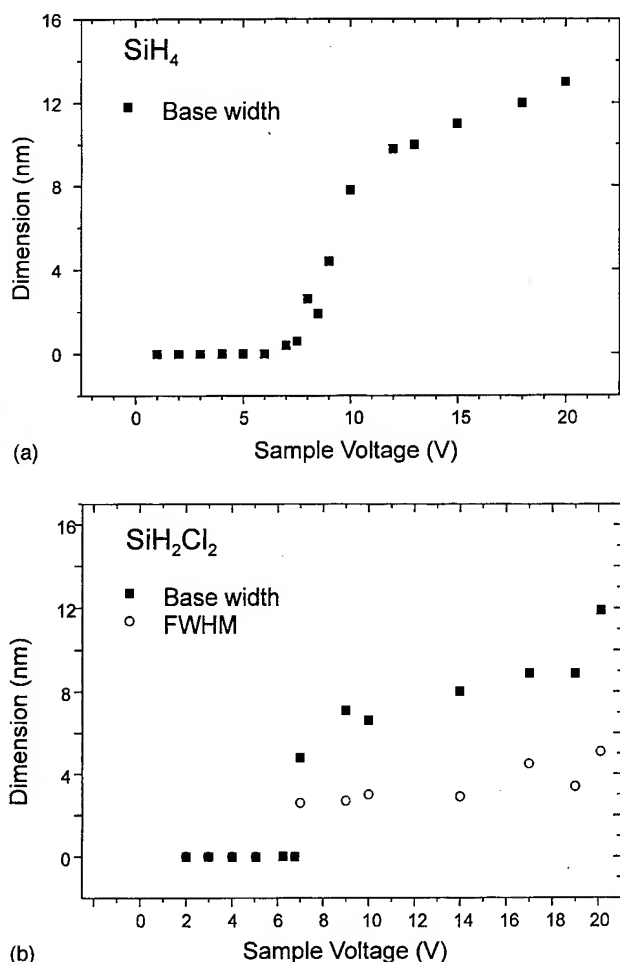 16
SiH₄
Base width
12
8
4
0
Dimension (nm)
0 5 10 15 20
Sample Voltage (V)
(a)
16
SiH₂Cl₂
Base width
FWHM
12
8
4
0
Dimension (nm)
0 2 4 6 8 10 12 14 16 18 20
Sample Voltage (V)
(b)